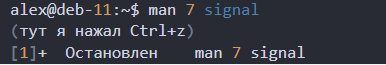 alex@deb-11:~$ man 7 signal
(тут я нажал Ctrl+z)
[1]+  Остановлен    man 7 signal